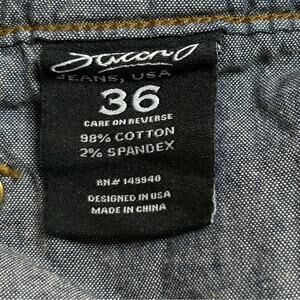 JEANS, USA
36
CARE ON REVERSE
98% COTTON
2% SPANDEX
RN# 149940
DESIGNED IN USA
MADE IN CHINA